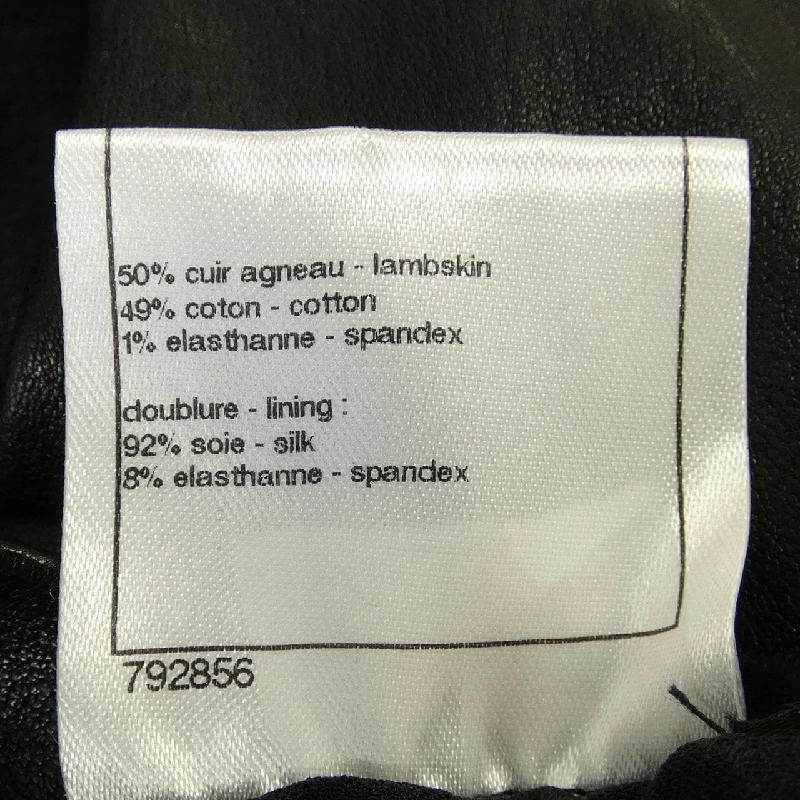 50% cuir agneau - lambskin
49% coton - cotton
1% elasthanne - spandex
doublure - lining :
92% soie - silk
8% elasthanne - spandex
792856